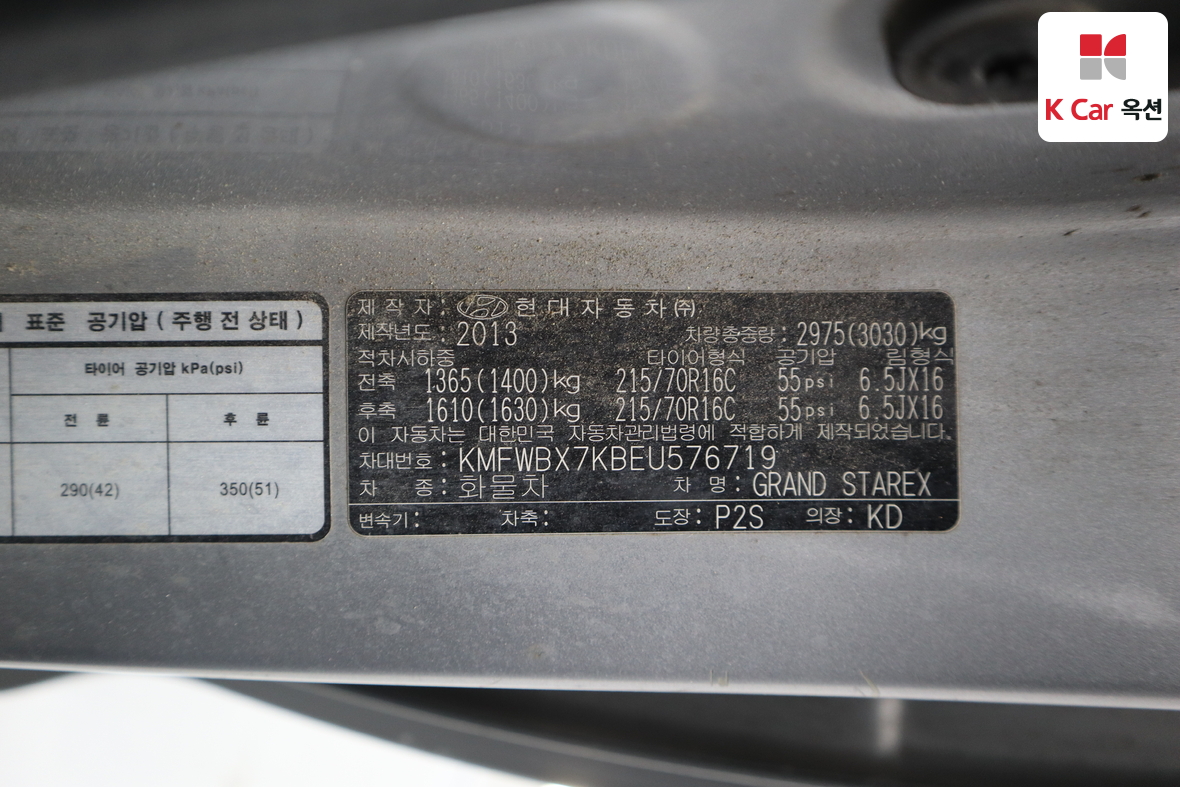 K Car 옥션
표준 공기압 ( 주행 전 상태 )
타이어 공기압 kPa(psi)
전 륜 후 륜
290(42) 350(51)
제 작 자 : 현 대 자 동 차 ㈜
제작년도 : 2013 차량총중량 : 2975(3030)kg
적차시하중 타이어형식 공기압 림형식
전축 1365(1400)kg 215/70R16C 55psi 6.5JX16
후축 1610(1630)kg 215/70R16C 55psi 6.5JX16
이 자동차는 대한민국 자동차관리법령에 적합하게 제작되었습니다.
차대번호 : KMFWBX7KBEU576719
차 종 : 화물차 차 명 : GRAND STAREX
변속기 : 차축 : 도장 : P2S 의장 : KD